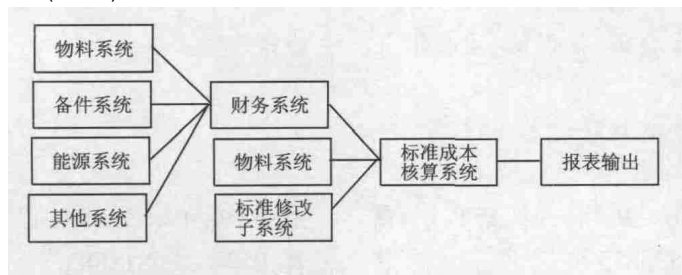 物料系统
备件系统
能源系统
其他系统
财务系统
物料系统
标准修改
子系统
标准成本
核算系统
报表输出